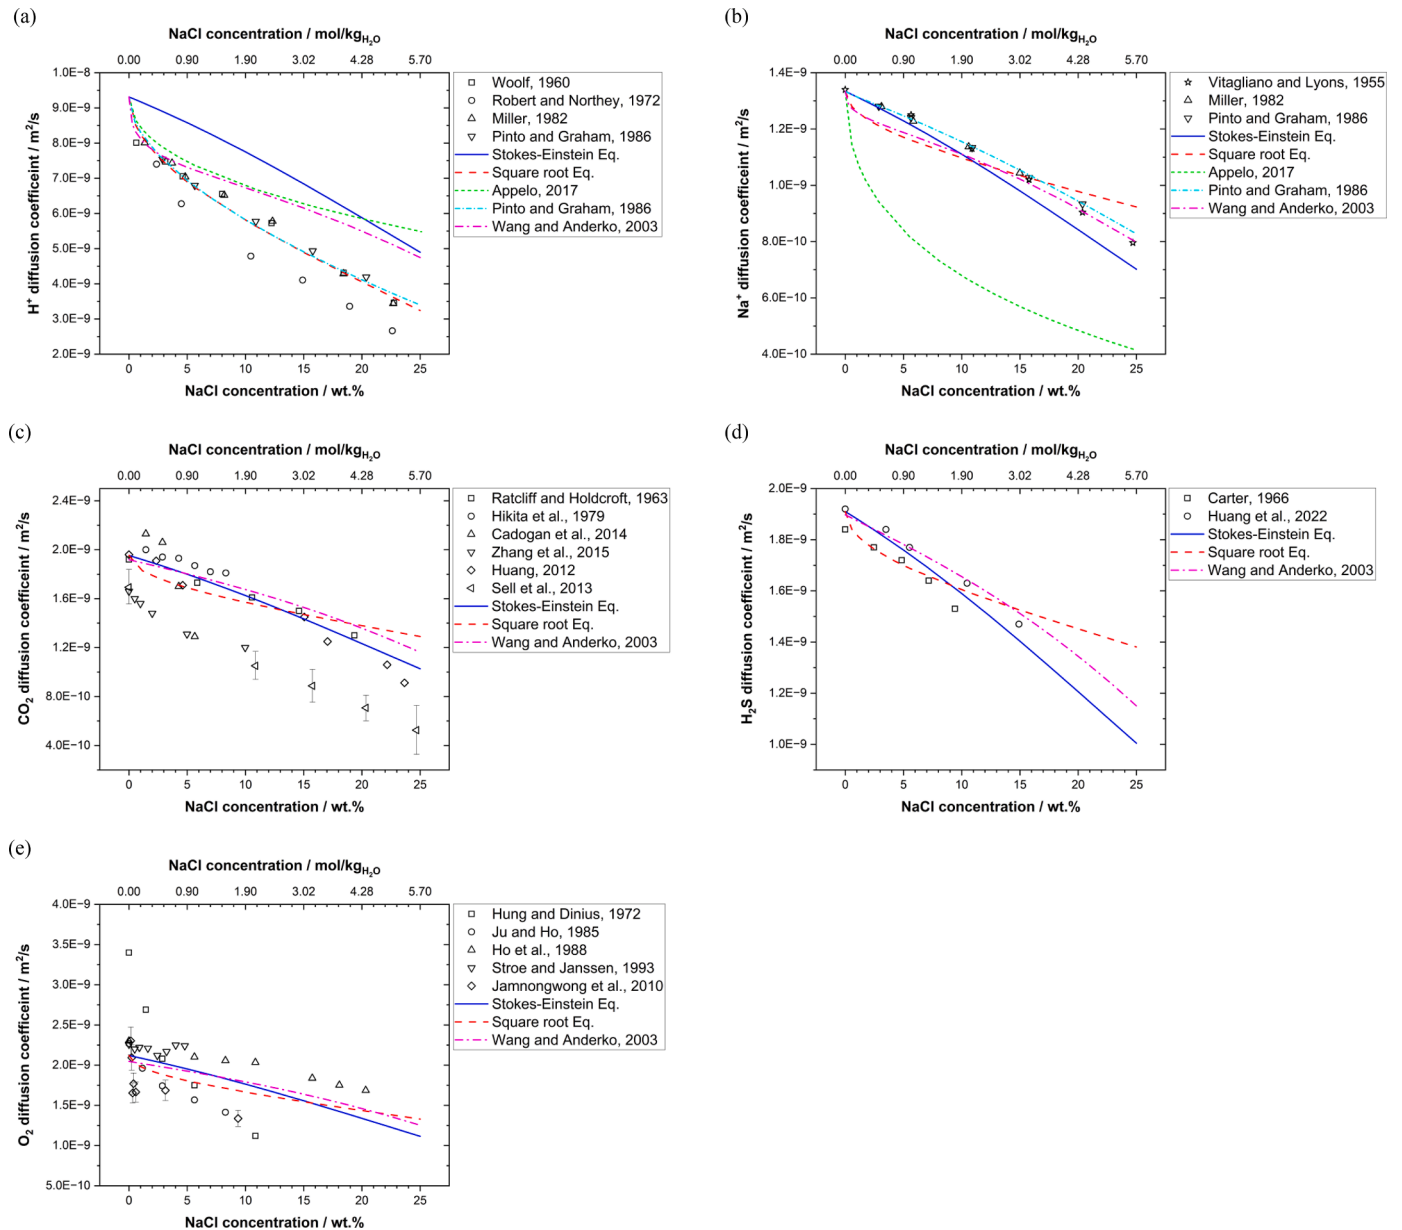 (a)
NaCl concentration / mol/kgH2O
0.00 0.90 1.90 3.02 4.28 5.70
1.0E−8
9.0E−9
8.0E−9
7.0E−9
6.0E−9
5.0E−9
4.0E−9
3.0E−9
2.0E−9
H+ diffusion coefficeint / m2/s
0 5 10 15 20 25
NaCl concentration / wt.%
Woolf, 1960
Robert and Northey, 1972
Miller, 1982
Pinto and Graham, 1986
Stokes-Einstein Eq.
Square root Eq.
Appelo, 2017
Pinto and Graham, 1986
Wang and Anderko, 2003
(b)
NaCl concentration / mol/kgH2O
0.00 0.90 1.90 3.02 4.28 5.70
1.4E−9
1.2E−9
1.0E−9
8.0E−10
6.0E−10
4.0E−10
Na+ diffusion coefficeint / m2/s
0 5 10 15 20 25
NaCl concentration / wt.%
Vitagliano and Lyons, 1955
Miller, 1982
Pinto and Graham, 1986
Stokes-Einstein Eq.
Square root Eq.
Appelo, 2017
Pinto and Graham, 1986
Wang and Anderko, 2003
(c)
NaCl concentration / mol/kgH2O
0.00 0.90 1.90 3.02 4.28 5.70
2.4E−9
2.0E−9
1.6E−9
1.2E−9
8.0E−10
4.0E−10
CO2 diffusion coefficeint / m2/s
0 5 10 15 20 25
NaCl concentration / wt.%
Ratcliff and Holdcroft, 1963
Hikita et al., 1979
Cadogan et al., 2014
Zhang et al., 2015
Huang, 2012
Sell et al., 2013
Stokes-Einstein Eq.
Square root Eq.
Wang and Anderko, 2003
(d)
NaCl concentration / mol/kgH2O
0.00 0.90 1.90 3.02 4.28 5.70
2.0E−9
1.8E−9
1.6E−9
1.4E−9
1.2E−9
1.0E−9
H2S diffusion coefficeint / m2/s
0 5 10 15 20 25
NaCl concentration / wt.%
Carter, 1966
Huang et al., 2022
Stokes-Einstein Eq.
Square root Eq.
Wang and Anderko, 2003
(e)
NaCl concentration / mol/kgH2O
0.00 0.90 1.90 3.02 4.28 5.70
4.0E−9
3.5E−9
3.0E−9
2.5E−9
2.0E−9
1.5E−9
1.0E−9
5.0E−10
O2 diffusion coefficeint / m2/s
0 5 10 15 20 25
NaCl concentration / wt.%
Hung and Dinius, 1972
Ju and Ho, 1985
Ho et al., 1988
Stroe and Janssen, 1993
Jamnongwong et al., 2010
Stokes-Einstein Eq.
Square root Eq.
Wang and Anderko, 2003